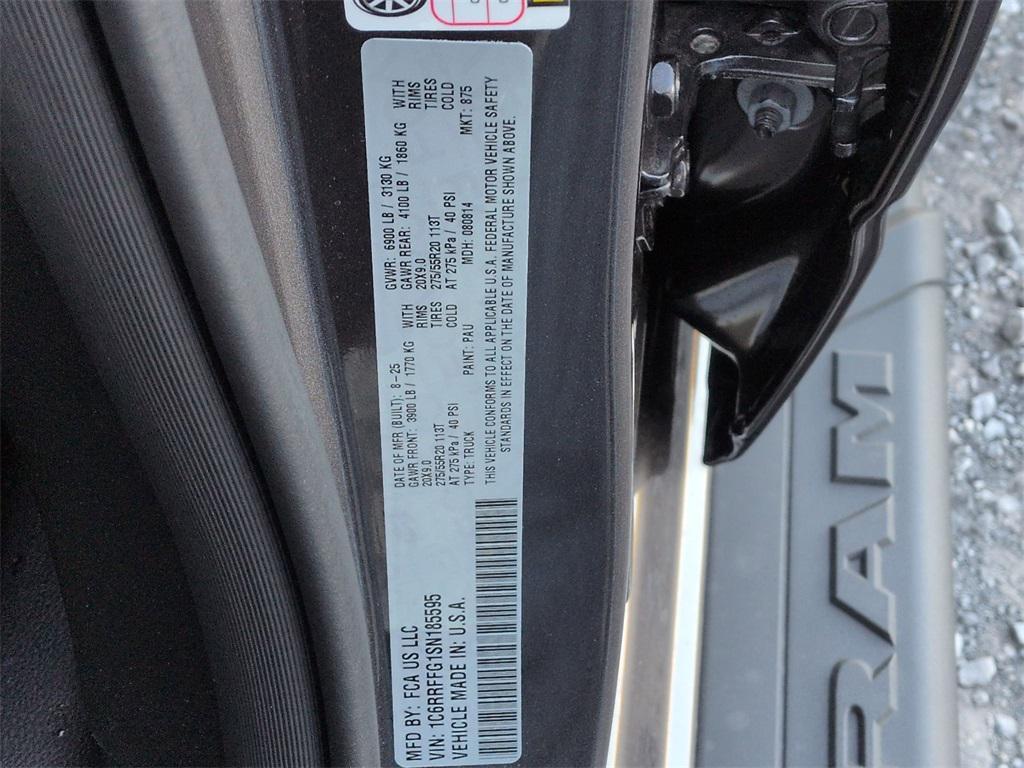 MFD BY: FCA US LLC
DATE OF MFR (BUILT): 8-25
GVWR: 6900 LB / 3130 KG
GAWR FRONT: 3900 LB / 1770 KG WITH
GAWR REAR: 4100 LB / 1860 KG WITH
20X9.0 RIMS
20X9.0 RIMS
275/55R20 113T TIRES
275/55R20 113T TIRES
AT 275 kPa / 40 PSI COLD
AT 275 kPa / 40 PSI COLD
VIN: 1C6RRFFG1SN185595
TYPE: TRUCK PAINT: PAU MDH: 080814 MKT: 875
VEHICLE MADE IN: U.S.A.
THIS VEHICLE CONFORMS TO ALL APPLICABLE U.S.A. FEDERAL MOTOR VEHICLE SAFETY
STANDARDS IN EFFECT ON THE DATE OF MANUFACTURE SHOWN ABOVE.
RAM